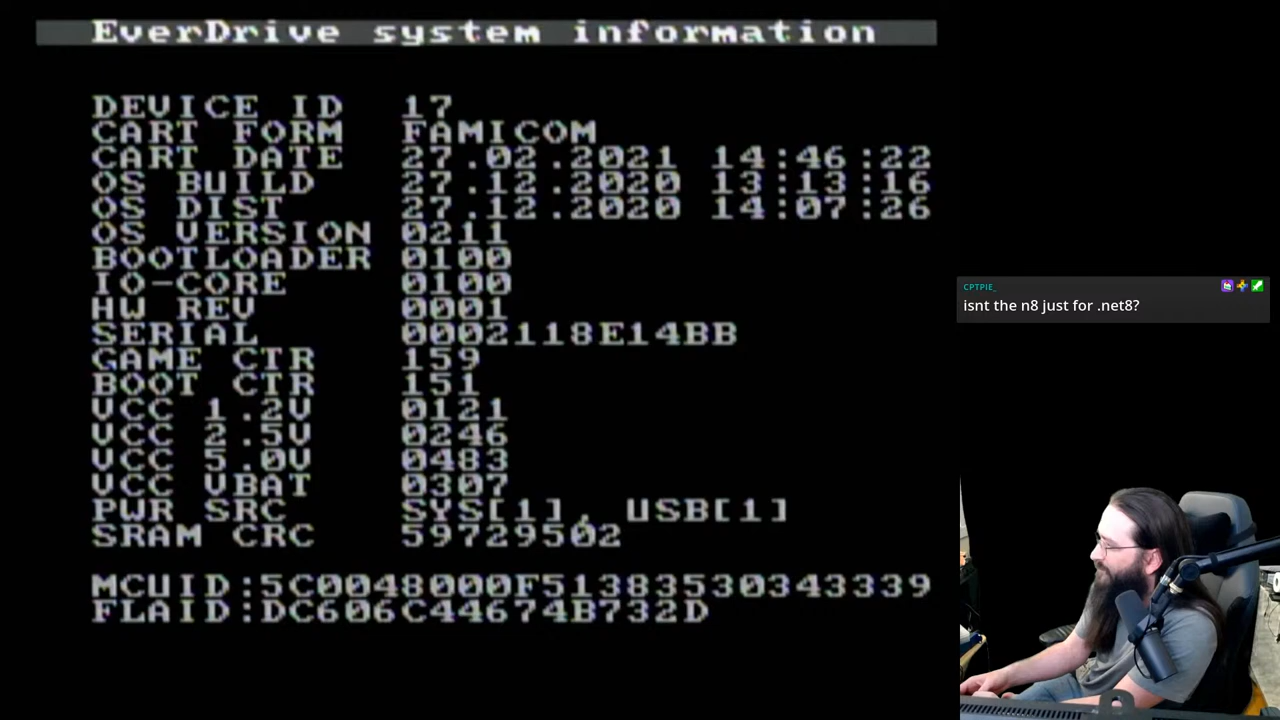 EverDrive system information
DEVICE ID 17
CART FORM FAMICOM
CART DATE 27.02.2021 14:46:22
OS BUILD 27.12.2020 13:13:16
OS DIST 27.12.2020 14:07:26
OS VERSION 0211
BOOTLOADER 0100
IO-CORE 0100
HW REV 0001
SERIAL 0002118E14BB
GAME CTR 159
BOOT CTR 151
VCC 1.2V 0121
VCC 2.5V 0246
VCC 5.0V 0483
VCC VBAT 0307
PWR SRC SYS[1], USB[1]
SRAM CRC 59729502
MCUID:5C0048000F51383530343339
FLAID:DC606C44674B732D
CPTPIE_
isnt the n8 just for .net8?